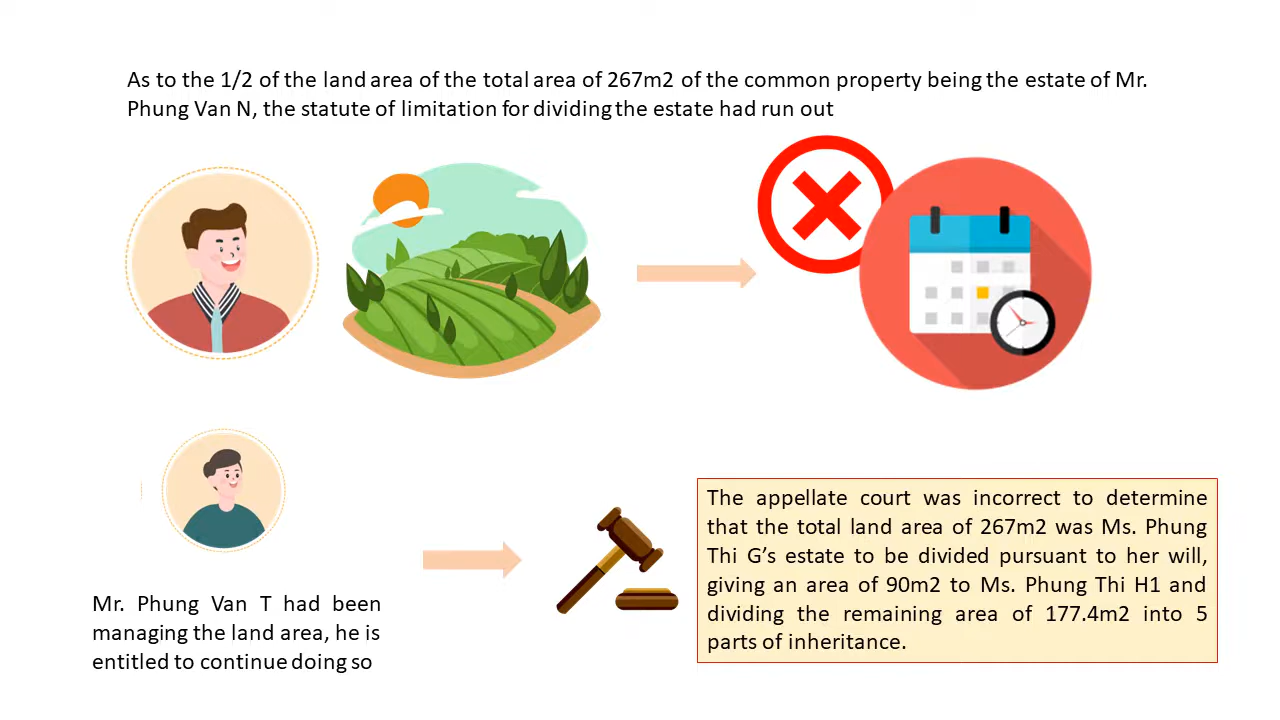 As to the 1/2 of the land area of the total area of 267m2 of the common property being the estate of Mr.
Phung Van N, the statute of limitation for dividing the estate had run out
Mr. Phung Van T had been
managing the land area, he is
entitled to continue doing so
The appellate court was incorrect to determine
that the total land area of 267m2 was Ms. Phung
Thi G’s estate to be divided pursuant to her will,
giving an area of 90m2 to Ms. Phung Thi H1 and
dividing the remaining area of 177.4m2 into 5
parts of inheritance.